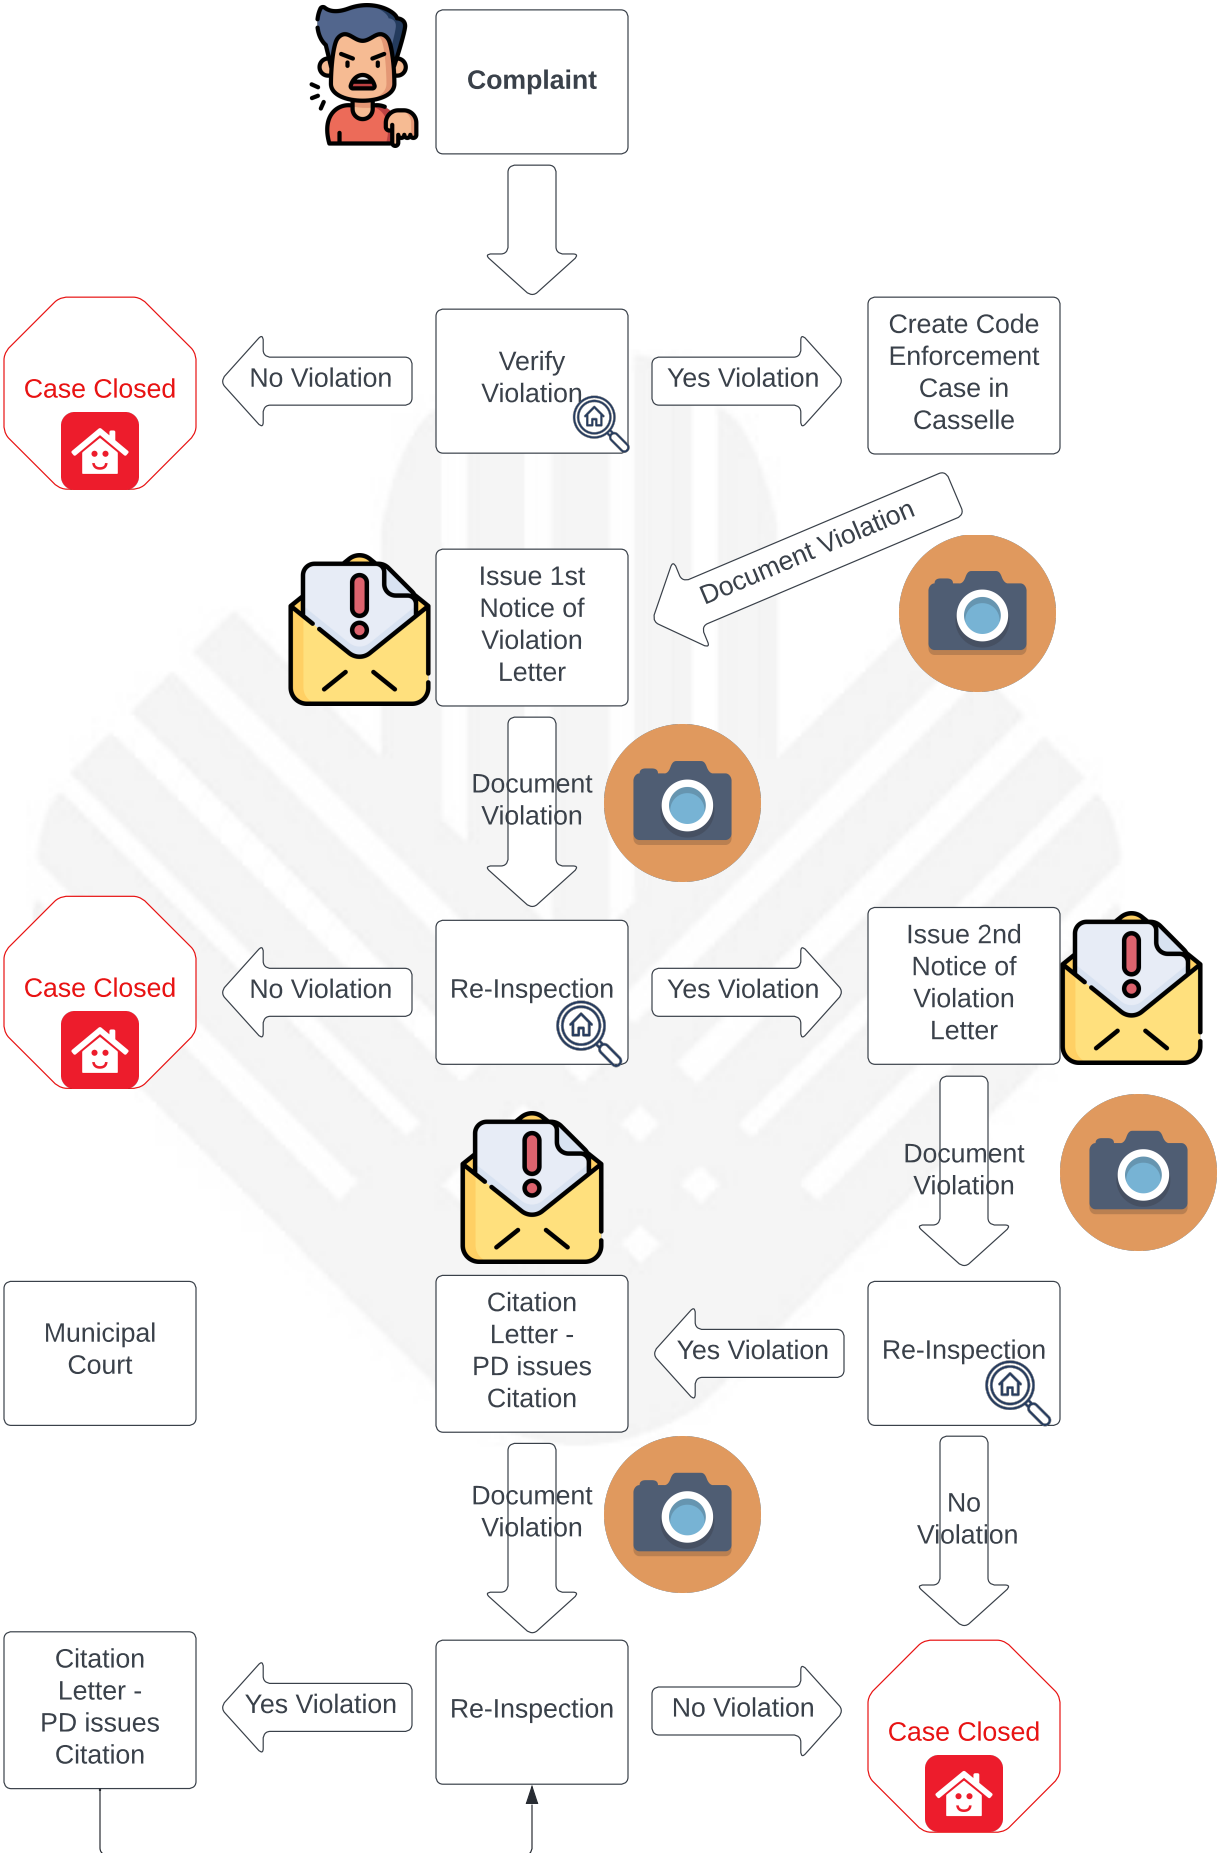 Complaint
No Violation
Verify
Violation
Yes Violation
Create Code
Enforcement
Case in
Casselle
Case Closed
Document Violation
Issue 1st
Notice of
Violation
Letter
Document
Violation
Case Closed
No Violation
Re-Inspection
Yes Violation
Issue 2nd
Notice of
Violation
Letter
Document
Violation
Municipal
Court
Citation
Letter -
PD issues
Citation
Yes Violation
Re-Inspection
Document
Violation
No
Violation
Citation
Letter -
PD issues
Citation
Yes Violation
Re-Inspection
No Violation
Case Closed